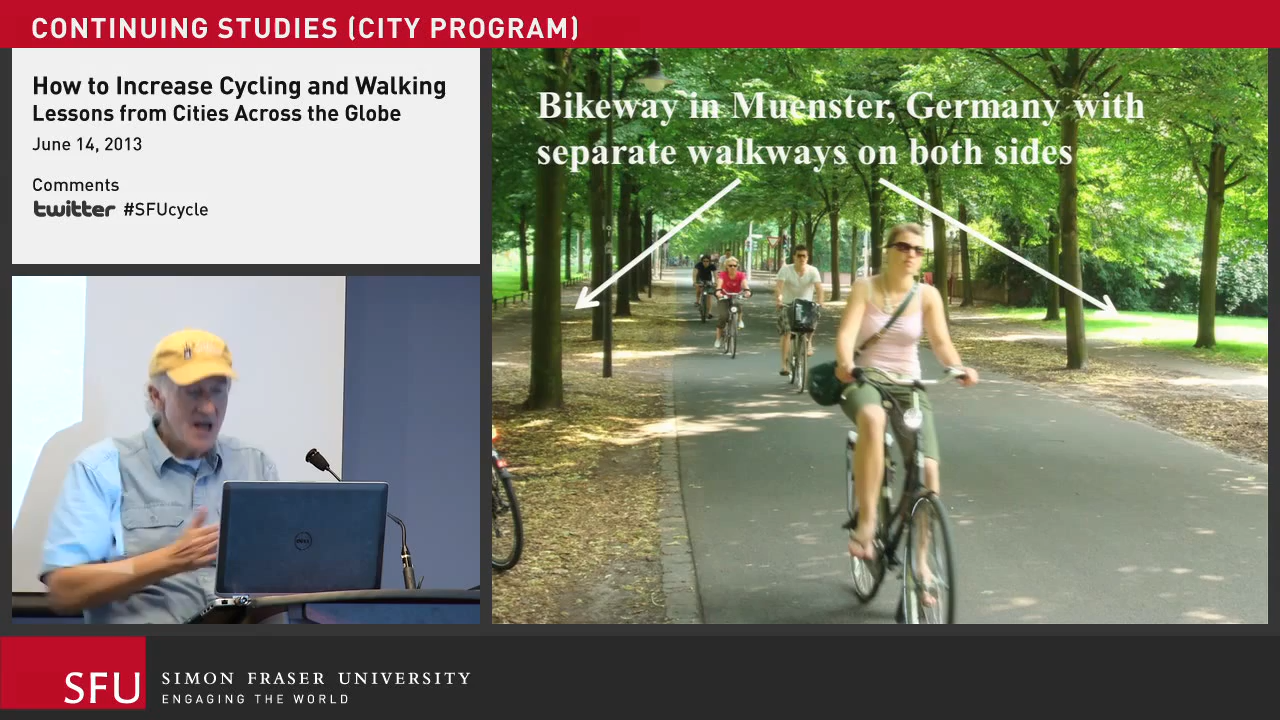 CONTINUING STUDIES (CITY PROGRAM)
How to Increase Cycling and Walking
Lessons from Cities Across the Globe
June 14, 2013
Comments
twitter #SFUcycle
Bikeway in Muenster, Germany with
separate walkways on both sides
DELL
SFU
SIMON FRASER UNIVERSITY
ENGAGING THE WORLD